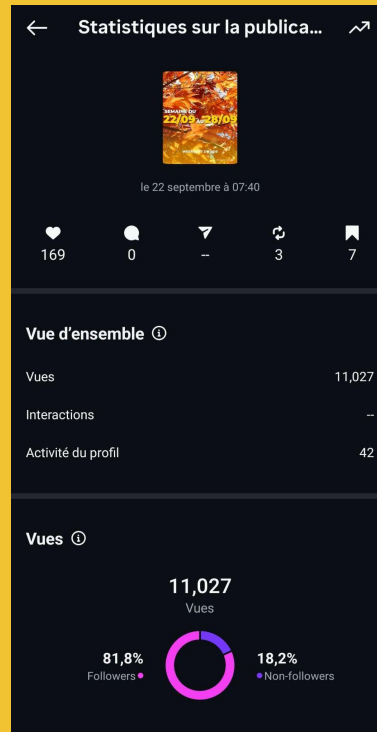 Statistiques sur la publica...
SEMAINE DU
22/09 AU 28/09
le 22 septembre à 07:40
169 0 -- 3 7
Vue d'ensemble
Vues 11,027
Interactions --
Activité du profil 42
Vues
11,027
Vues
81,8% 18,2%
Followers Non-followers